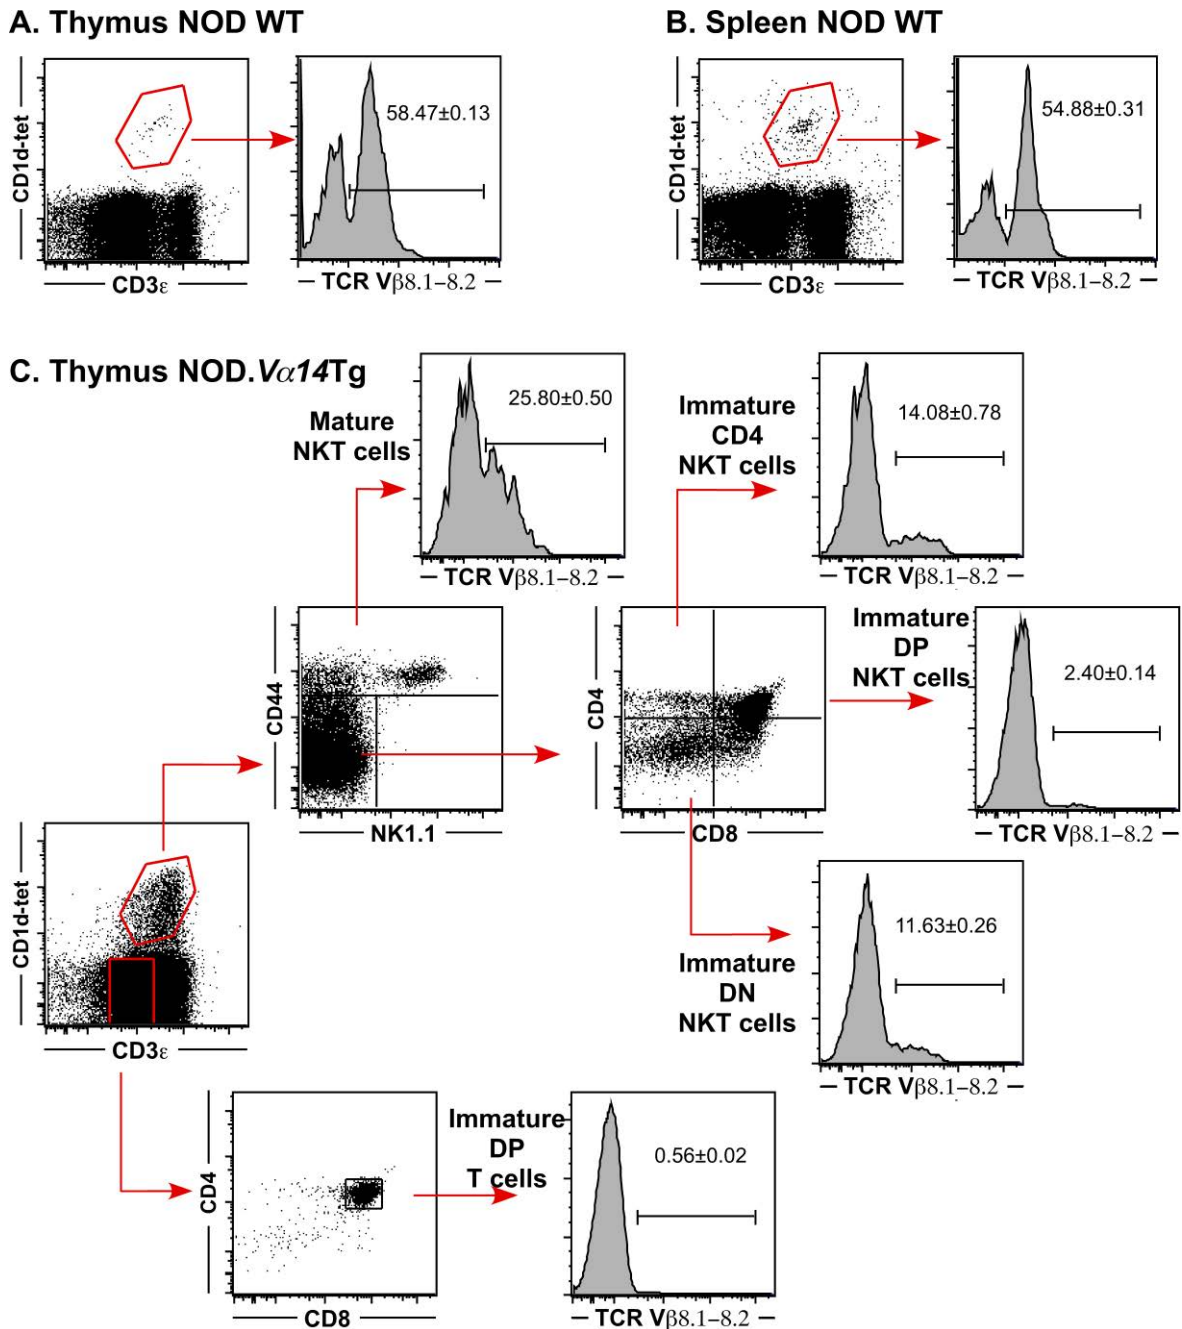 A. Thymus NOD WT
B. Spleen NOD WT
CD1d-tet
CD3ε
58.47±0.13
TCR Vβ8.1–8.2
CD1d-tet
CD3ε
54.88±0.31
TCR Vβ8.1–8.2
C. Thymus NOD.Vα14Tg
Mature
NKT cells
25.80±0.50
TCR Vβ8.1–8.2
Immature
CD4
NKT cells
14.08±0.78
TCR Vβ8.1–8.2
CD44
NK1.1
CD4
CD8
Immature
DP
NKT cells
2.40±0.14
TCR Vβ8.1–8.2
CD1d-tet
CD3ε
Immature
DN
NKT cells
11.63±0.26
TCR Vβ8.1–8.2
CD4
CD8
Immature
DP
T cells
0.56±0.02
TCR Vβ8.1–8.2